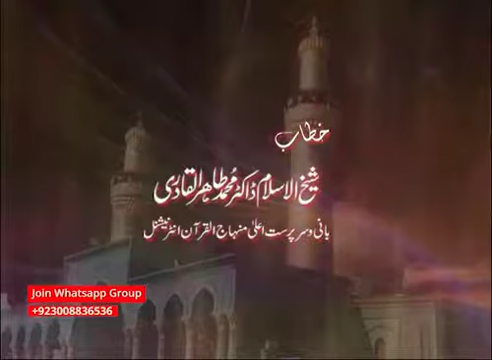 خطاب
شیخ الاسلام ڈاکٹر محمد طاہر القادری
بانی و سرپرست اعلیٰ منہاج القرآن انٹرنیشنل
Join Whatsapp Group
+923008836536